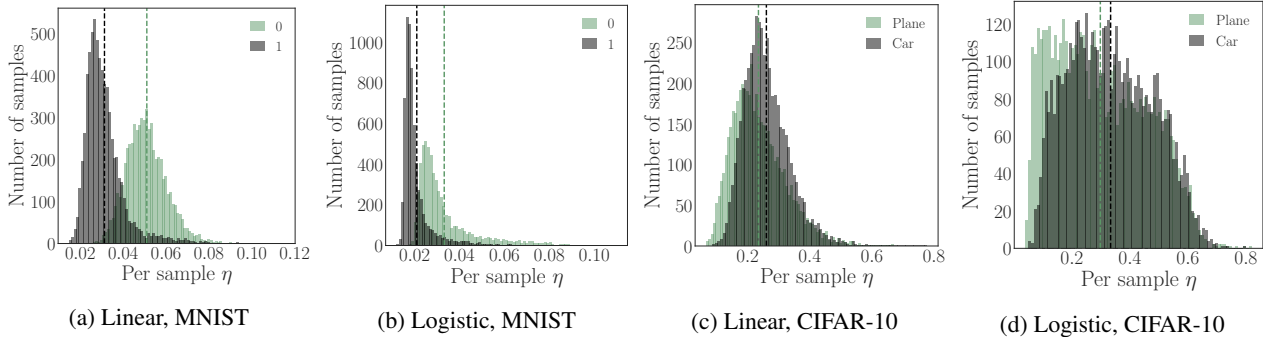 Number of samples
500
400
300
200
100
0
0
1
0.02 0.04 0.06 0.08 0.10 0.12
Per sample η
(a) Linear, MNIST
Number of samples
1000
800
600
400
200
0
0
1
0.02 0.04 0.06 0.08 0.10
Per sample η
(b) Logistic, MNIST
Number of samples
250
200
150
100
50
0
Plane
Car
0.2 0.4 0.6 0.8
Per sample η
(c) Linear, CIFAR-10
Number of samples
120
100
80
60
40
20
0
Plane
Car
0.2 0.4 0.6 0.8
Per sample η
(d) Logistic, CIFAR-10